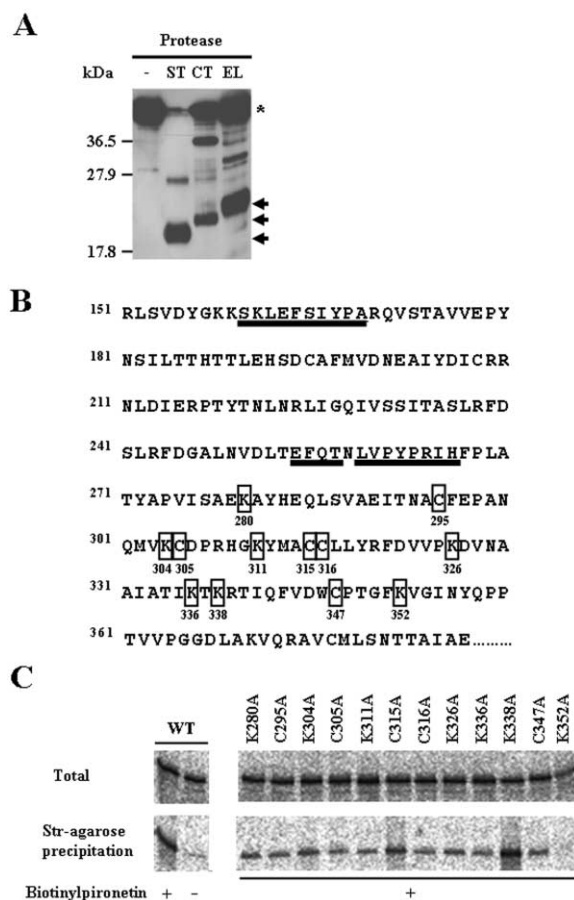 A
Protease
kDa - ST CT EL
*
36.5
27.9
17.8
B
151 RLSVDYGKKSKLEFSIYPARQVSTAVVEPY
181 NSILTTHTTLEHSDCAFMVDNEAIYDICRR
211 NLDIERPTYTNLNRLIGQIVSSITASLRFD
241 SLRFDGALNVDLTEFQTNLVPYPRIHFPLA
271 TYAPVISAEKAYHEQLSVAEITNACFEPAN
280 295
301 QMVKCDPRHGKYMACCLLYRFDVVPKDVNA
304 305 311 315 316 326
331 AIATIKTKRTIQFVDWCPTGFKVGINYQPP
336 338 347 352
361 TVVPGGDLAKVQRAVCMLSNTTAIAE.........
C
WT K280A C295A K304A C305A K311A C315A C316A K326A K336A K338A C347A K352A
Total
Str-agarose
precipitation
Biotinylpironetin + - +